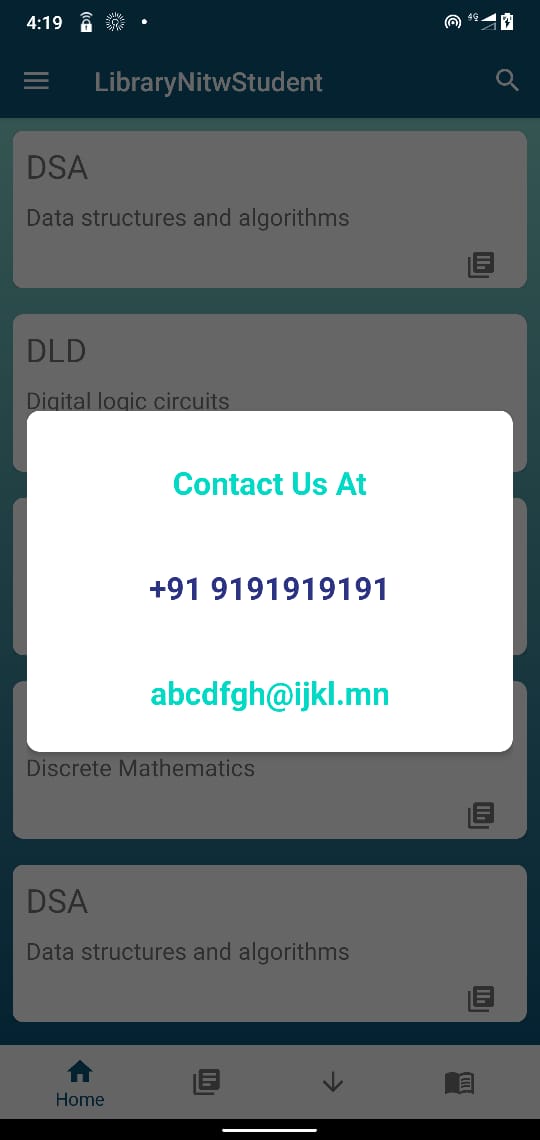 4:19
4G
LibraryNitwStudent
DSA
Data structures and algorithms
DLD
Digital logic circuits
Contact Us At
+91 9191919191
abcdfgh@ijkl.mn
Discrete Mathematics
DSA
Data structures and algorithms
Home